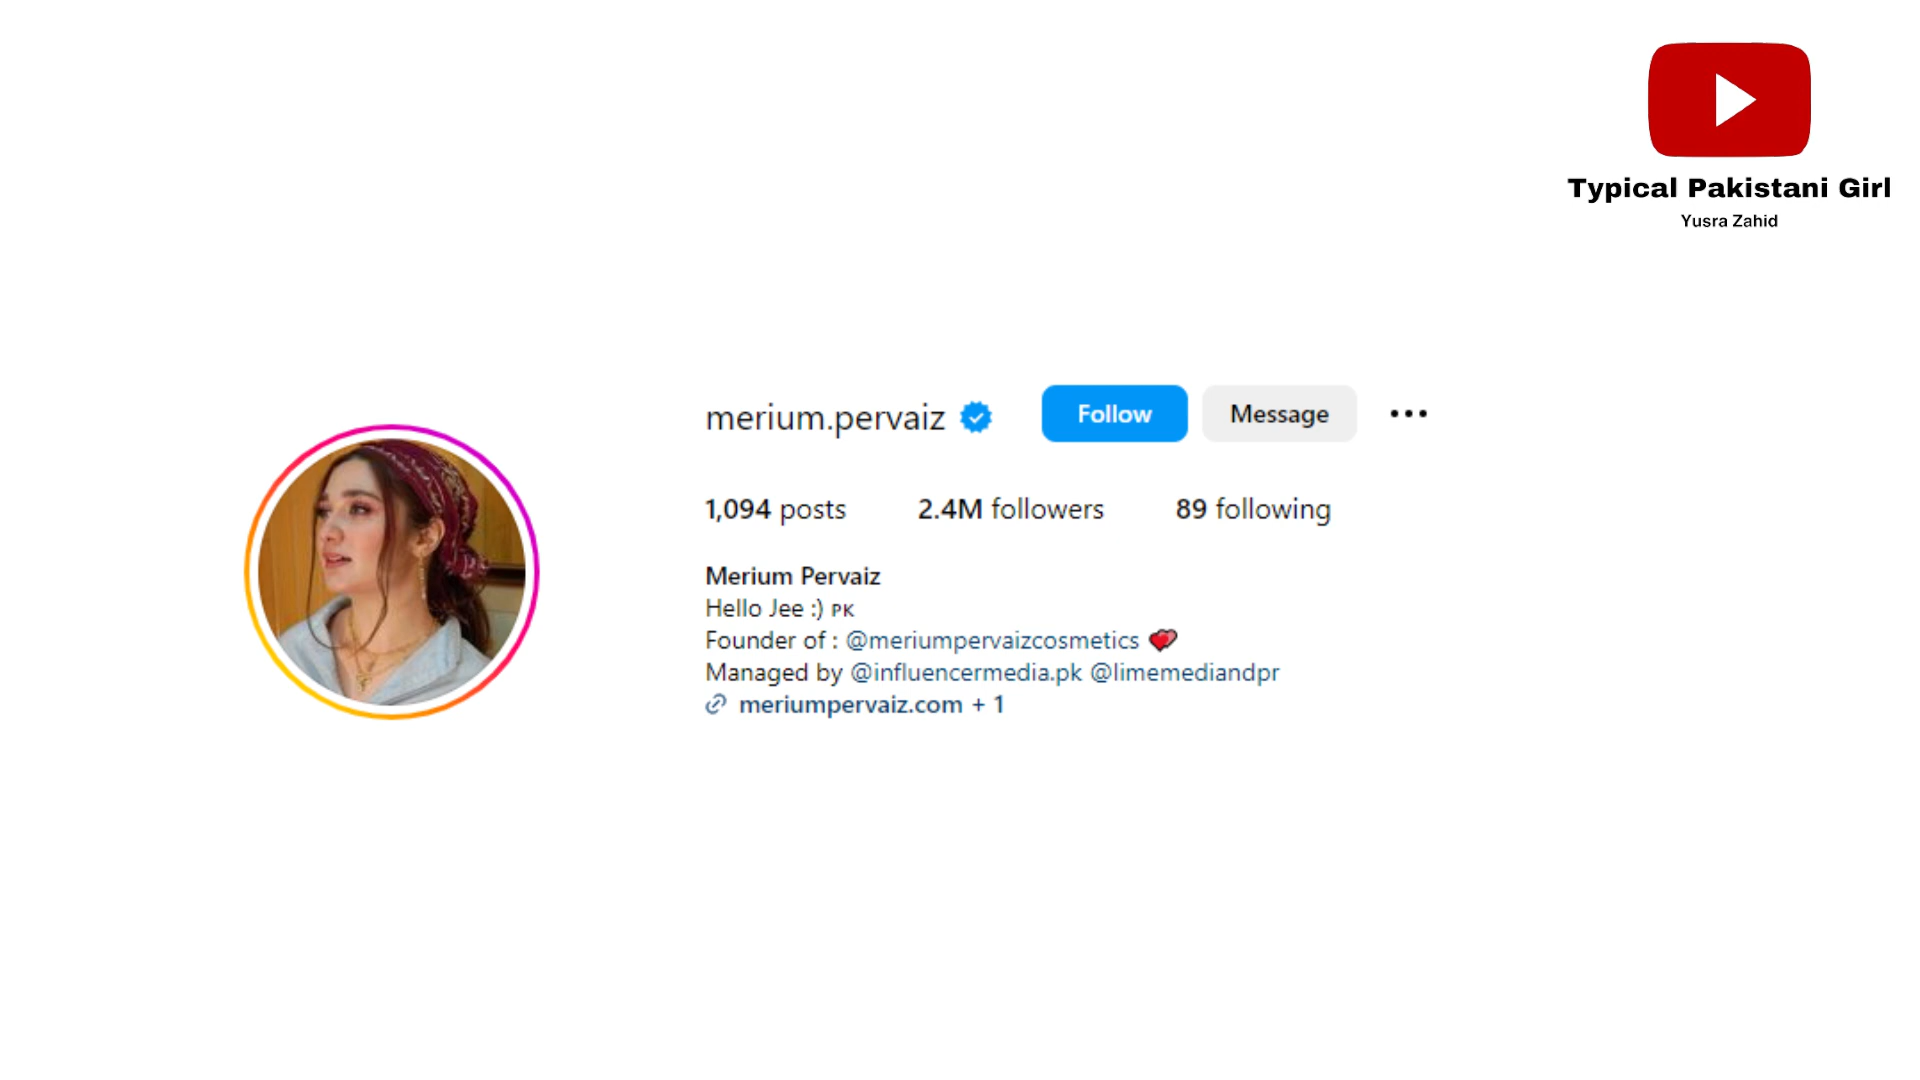 Typical Pakistani Girl
Yusra Zahid
merium.pervaiz Follow Message
1,094 posts 2.4M followers 89 following
Merium Pervaiz
Hello Jee :) PK
Founder of : @meriumpervaizcosmetics 💕
Managed by @influencermedia.pk @limemediandpr
meriumpervaiz.com + 1